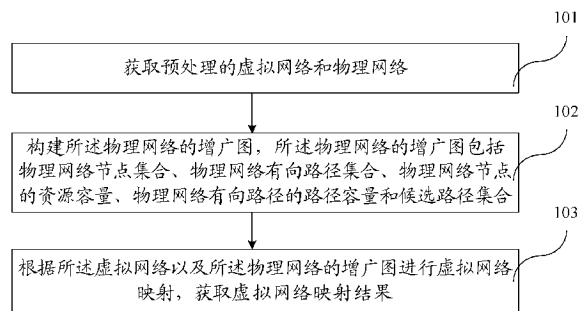 101
获取预处理的虚拟网络和物理网络
102
构建所述物理网络的增广图，所述物理网络的增广图包括
物理网络节点集合、物理网络有向路径集合、物理网络节点
的资源容量、物理网络有向路径的路径容量和候选路径集合
103
根据所述虚拟网络以及所述物理网络的增广图进行虚拟网络
映射，获取虚拟网络映射结果